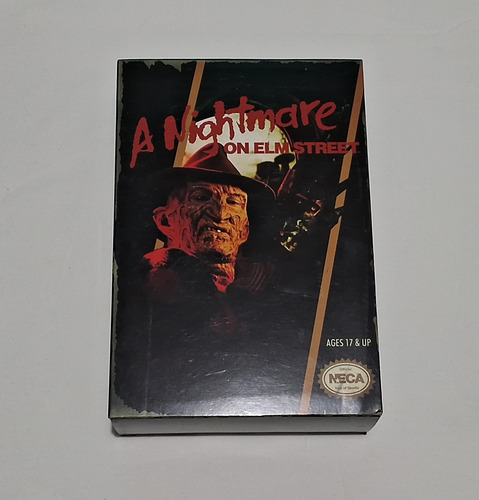 A Nightmare
ON ELM STREET
AGES 17 & UP
NECA